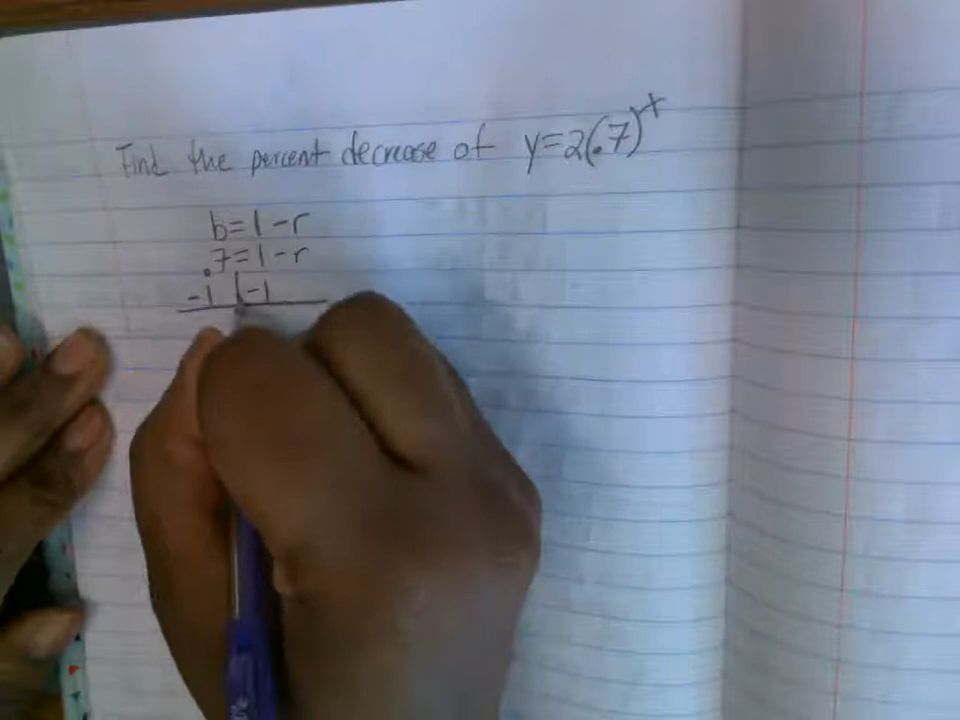 Find the percent decrease of y=2(.7)^x
b=1-r
.7=1-r
-1 |-1